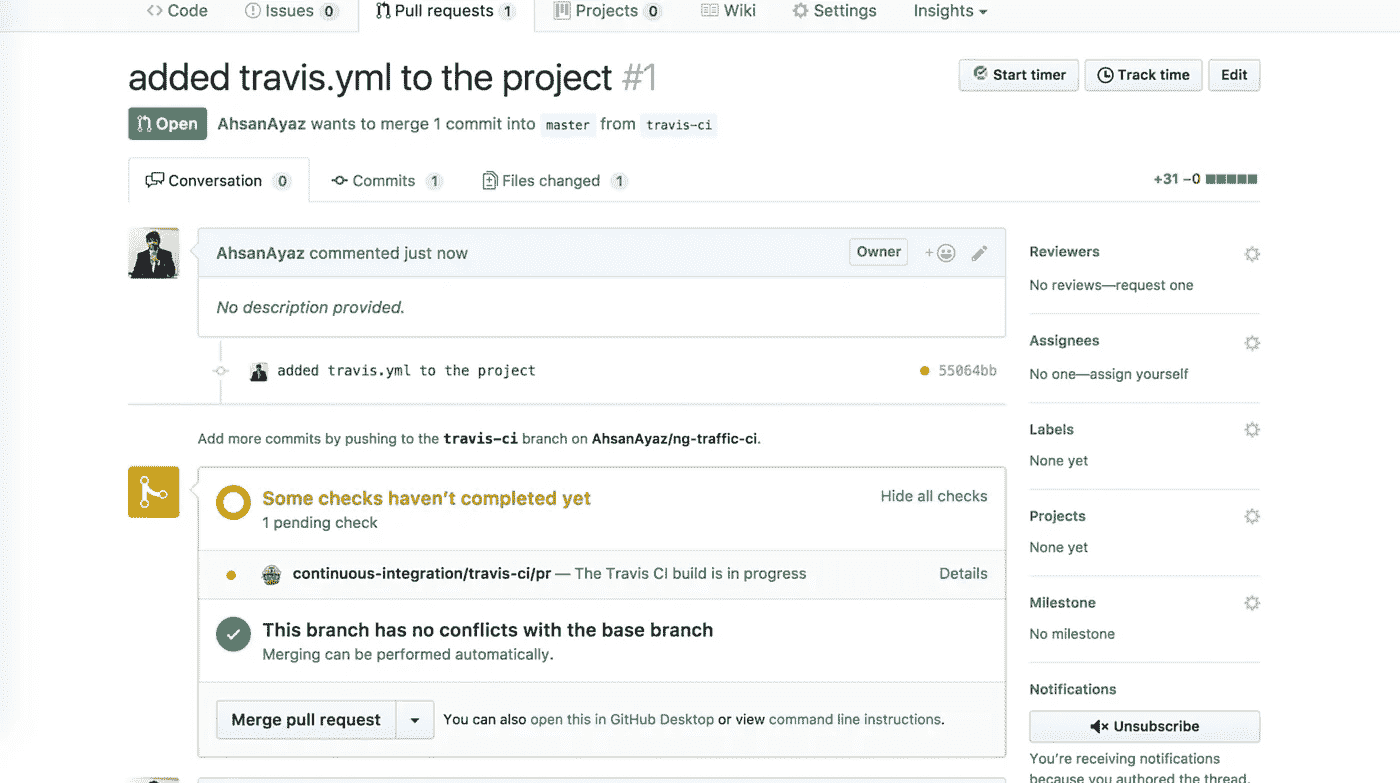 Code Issues 0 Pull requests 1 Projects 0 Wiki Settings Insights
added travis.yml to the project #1
Start timer Track time Edit
Open AhsanAyaz wants to merge 1 commit into master from travis-ci
Conversation 0 Commits 1 Files changed 1 +31 −0
AhsanAyaz commented just now Owner
No description provided.
added travis.yml to the project 55064bb
Add more commits by pushing to the travis-ci branch on AhsanAyaz/ng-traffic-ci.
Some checks haven't completed yet Hide all checks
1 pending check
continuous-integration/travis-ci/pr — The Travis CI build is in progress Details
This branch has no conflicts with the base branch
Merging can be performed automatically.
Merge pull request You can also open this in GitHub Desktop or view command line instructions.
Reviewers
No reviews—request one
Assignees
No one—assign yourself
Labels
None yet
Projects
None yet
Milestone
No milestone
Notifications
Unsubscribe
You're receiving notifications
because you authored the thread.